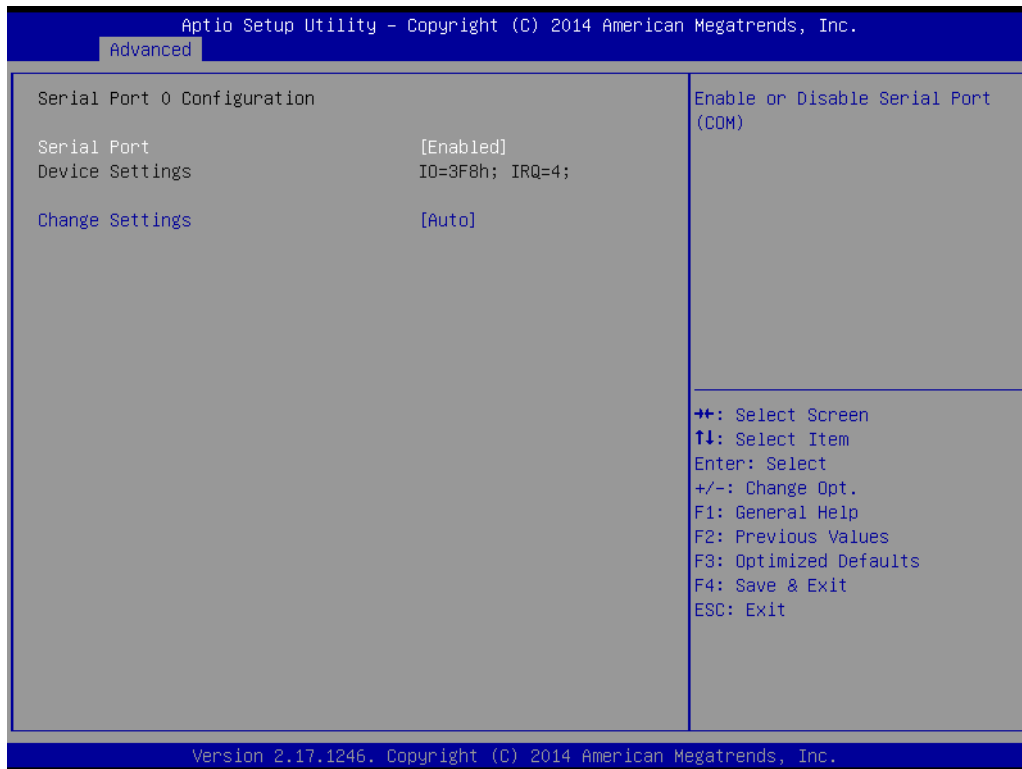 Aptio Setup Utility – Copyright (C) 2014 American Megatrends, Inc.
Advanced
Serial Port 0 Configuration
Serial Port [Enabled]
Device Settings IO=3F8h; IRQ=4;
Change Settings [Auto]
Enable or Disable Serial Port
(COM)
→←: Select Screen
↑↓: Select Item
Enter: Select
+/-: Change Opt.
F1: General Help
F2: Previous Values
F3: Optimized Defaults
F4: Save & Exit
ESC: Exit
Version 2.17.1246. Copyright (C) 2014 American Megatrends, Inc.